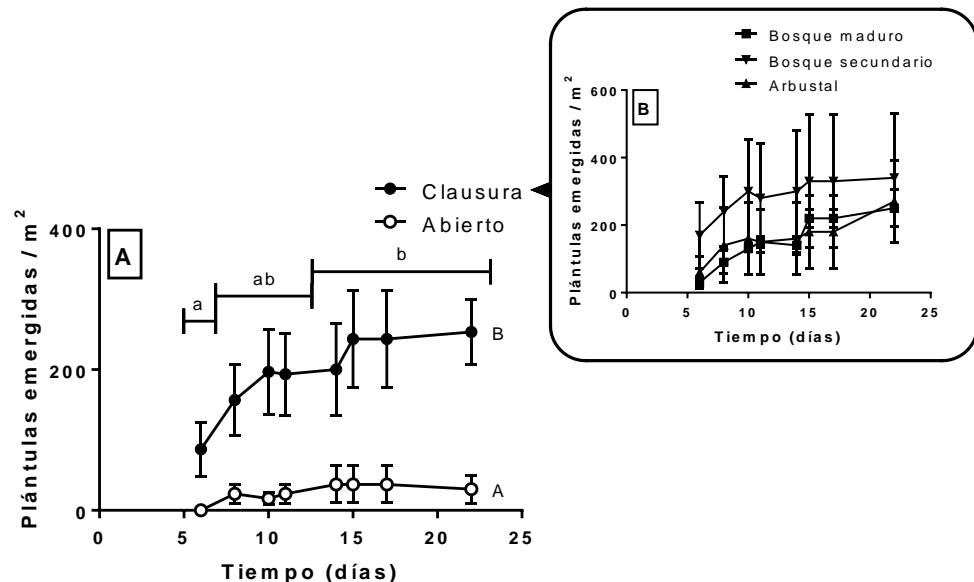 A
Plántulas emergidas / m²
400
200
0
0 5 10 15 20 25
Tiempo (días)
Clausura
Abierto
a
ab
b
B
A
Bosque maduro
Bosque secundario
Arbustal
B
Plántulas emergidas / m²
600
400
200
0
0 5 10 15 20 25
Tiempo (días)